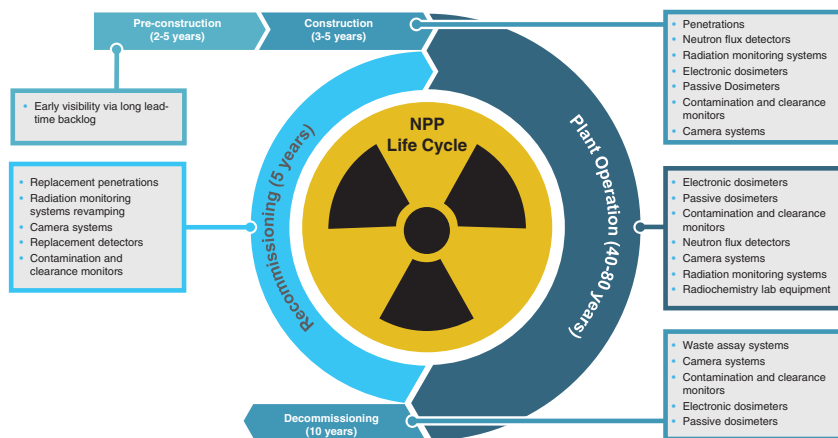 Pre-construction
(2-5 years)
Construction
(3-5 years)
• Early visibility via long lead-
time backlog
• Penetrations
• Neutron flux detectors
• Radiation monitoring systems
• Electronic dosimeters
• Passive Dosimeters
• Contamination and clearance
monitors
• Camera systems
NPP
Life Cycle
Recommissioning (5 years)
Plant Operation (40-80 years)
• Replacement penetrations
• Radiation monitoring
systems revamping
• Camera systems
• Replacement detectors
• Contamination and
clearance monitors
• Electronic dosimeters
• Passive dosimeters
• Contamination and clearance
monitors
• Neutron flux detectors
• Camera systems
• Radiation monitoring systems
• Radiochemistry lab equipment
Decommissioning
(10 years)
• Waste assay systems
• Camera systems
• Contamination and clearance
monitors
• Electronic dosimeters
• Passive dosimeters